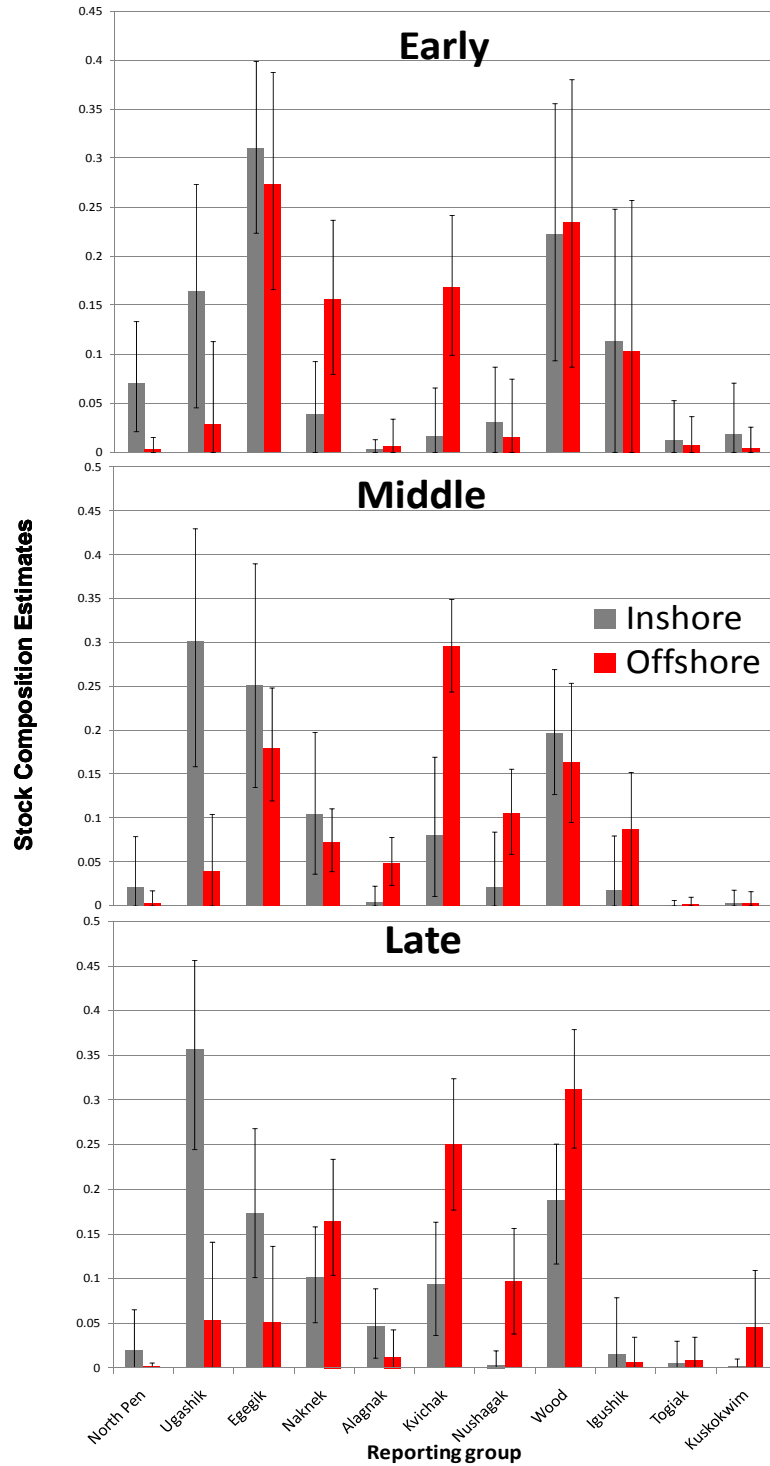 Early
0.45
0.4
0.35
0.3
0.25
0.2
0.15
0.1
0.05
0
Middle
0.5
0.45
0.4
0.35
0.3
0.25
0.2
0.15
0.1
0.05
0
Inshore
Offshore
Stock Composition Estimates
Late
0.5
0.45
0.4
0.35
0.3
0.25
0.2
0.15
0.1
0.05
0
North Pen
Ugashik
Egegik
Naknek
Alagnak
Kvichak
Nushagak
Wood
Igushik
Togiak
Kuskokwim
Reporting group